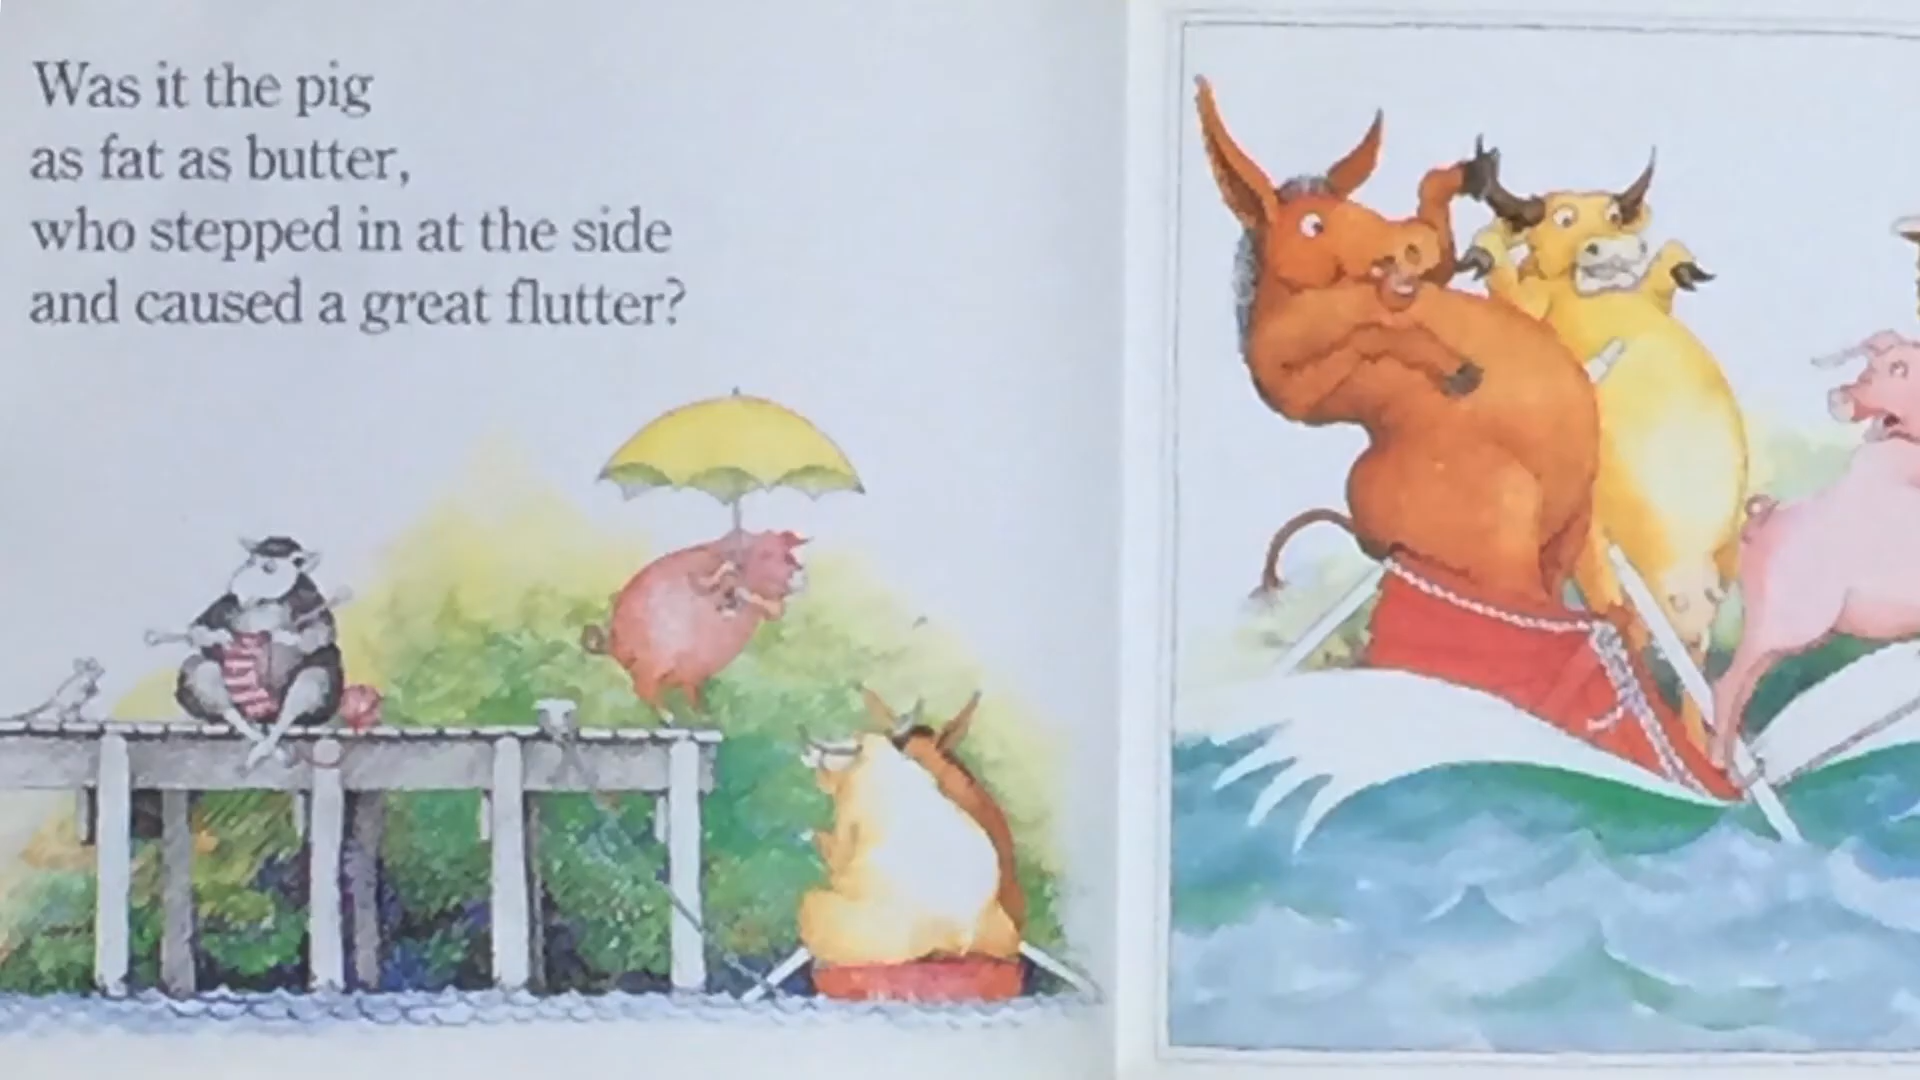 Was it the pig
as fat as butter,
who stepped in at the side
and caused a great flutter?